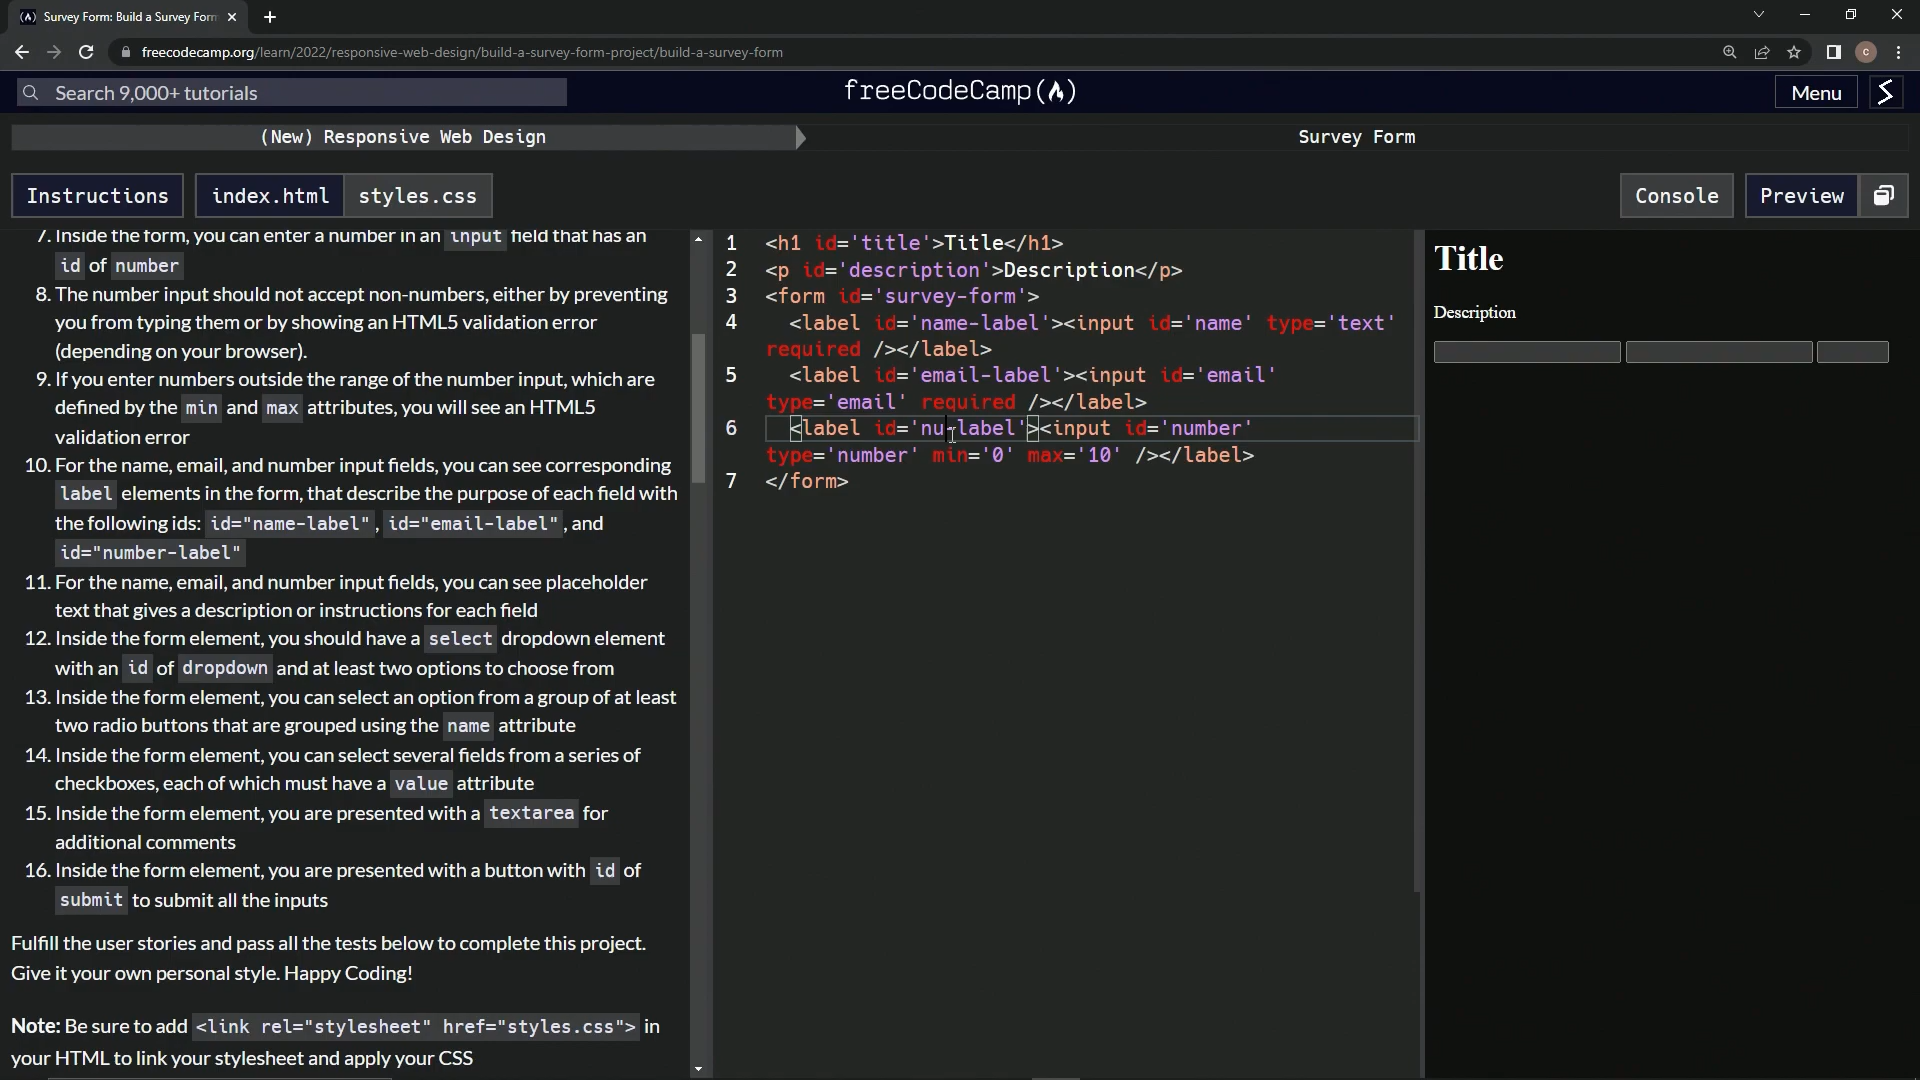 Survey Form: Build a Survey Form
freecodecamp.org/learn/2022/responsive-web-design/build-a-survey-form-project/build-a-survey-form
c
Search 9,000+ tutorials
freeCodeCamp(🔥)
Menu
(New) Responsive Web Design
Survey Form
Instructions
index.html
styles.css
Console
Preview
7. Inside the form, you can enter a number in an input field that has an
id of number
8. The number input should not accept non-numbers, either by preventing
you from typing them or by showing an HTML5 validation error
(depending on your browser).
9. If you enter numbers outside the range of the number input, which are
defined by the min and max attributes, you will see an HTML5
validation error
10. For the name, email, and number input fields, you can see corresponding
label elements in the form, that describe the purpose of each field with
the following ids: id="name-label", id="email-label", and
id="number-label"
11. For the name, email, and number input fields, you can see placeholder
text that gives a description or instructions for each field
12. Inside the form element, you should have a select dropdown element
with an id of dropdown and at least two options to choose from
13. Inside the form element, you can select an option from a group of at least
two radio buttons that are grouped using the name attribute
14. Inside the form element, you can select several fields from a series of
checkboxes, each of which must have a value attribute
15. Inside the form element, you are presented with a textarea for
additional comments
16. Inside the form element, you are presented with a button with id of
submit to submit all the inputs
Fulfill the user stories and pass all the tests below to complete this project.
Give it your own personal style. Happy Coding!
Note: Be sure to add <link rel="stylesheet" href="styles.css"> in
your HTML to link your stylesheet and apply your CSS
1 <h1 id='title'>Title</h1>
2 <p id='description'>Description</p>
3 <form id='survey-form'>
4 <label id='name-label'><input id='name' type='text'
required /></label>
5 <label id='email-label'><input id='email'
type='email' required /></label>
6 <label id='nu-label'><input id='number'
type='number' min='0' max='10' /></label>
7 </form>
Title
Description